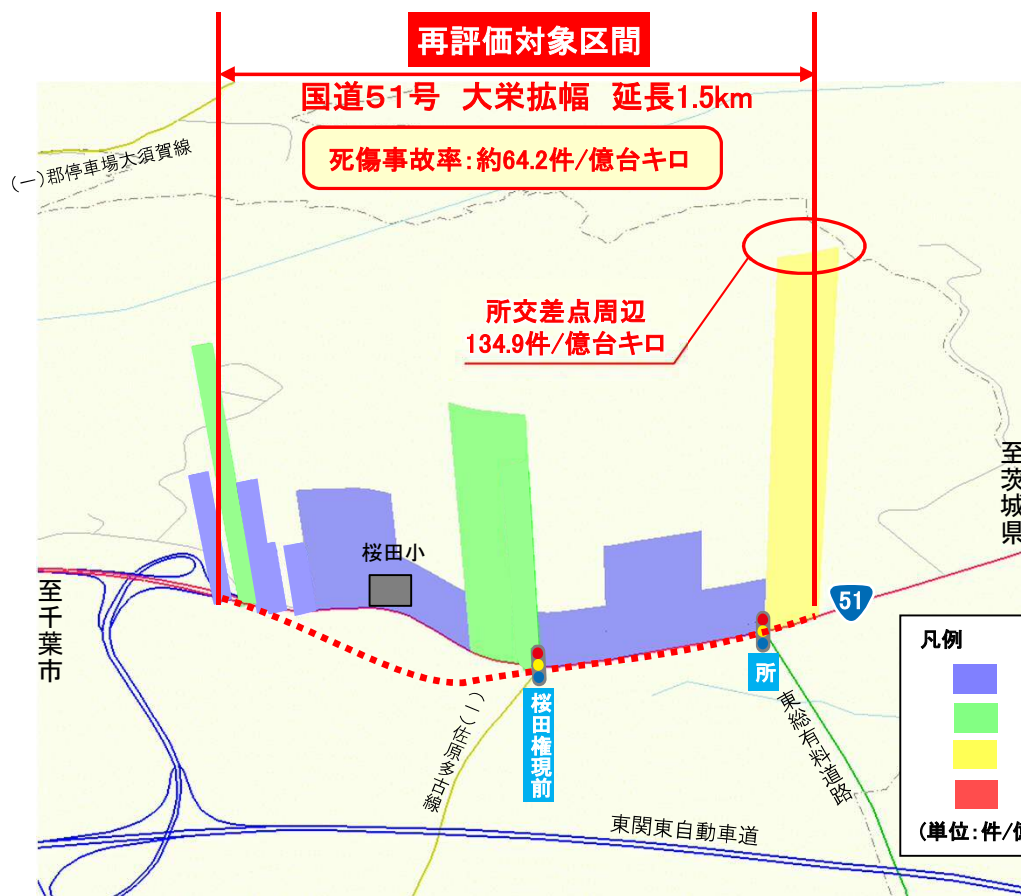 再評価対象区間
国道51号 大栄拡幅 延長1.5km
死傷事故率：約64.2件/億台キロ
(一)郡停車場大須賀線
所交差点周辺
134.9件/億台キロ
至茨城県
桜田小
51
至千葉市
凡例
所
桜田権現前
(一)佐原多古線
東総有料道路
東関東自動車道
(単位：件/億